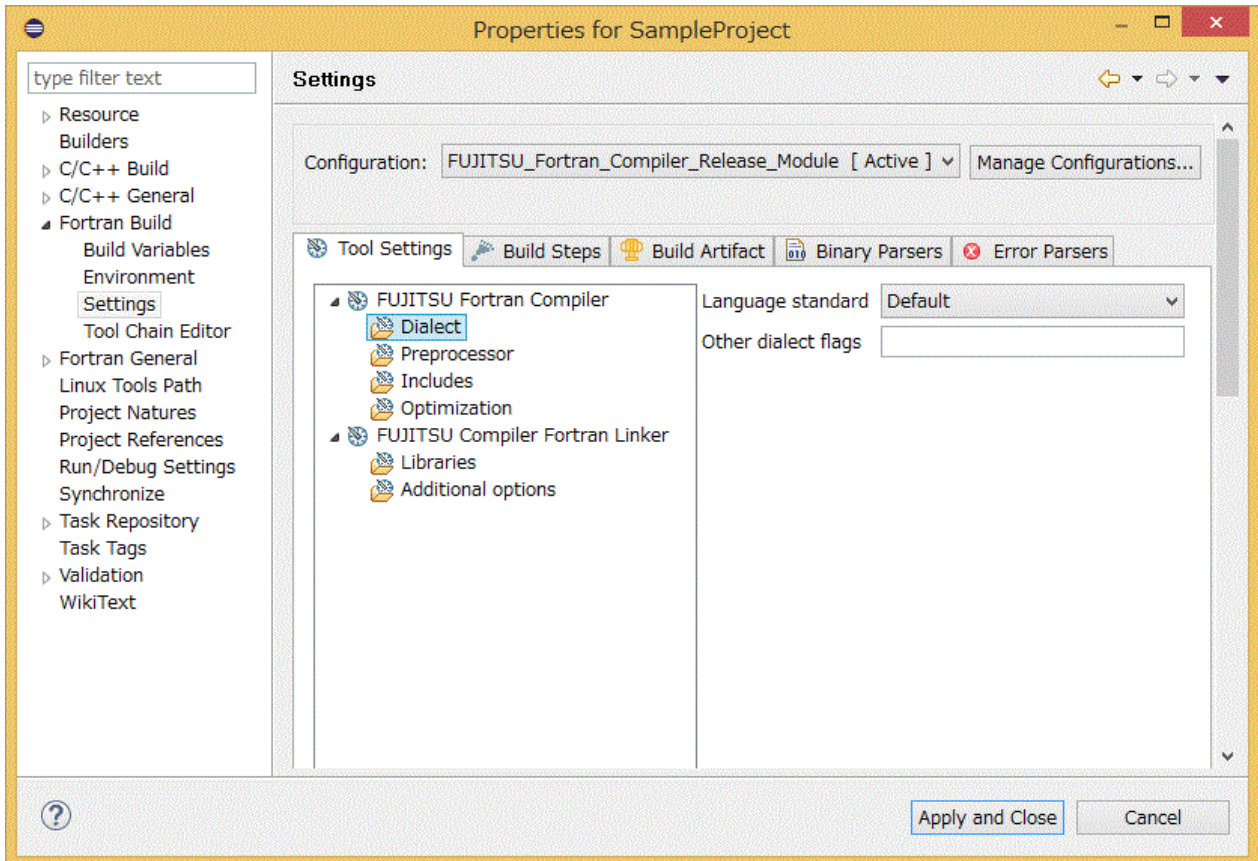 Properties for SampleProject
type filter text
Resource
Builders
C/C++ Build
C/C++ General
Fortran Build
Build Variables
Environment
Settings
Tool Chain Editor
Fortran General
Linux Tools Path
Project Natures
Project References
Run/Debug Settings
Synchronize
Task Repository
Task Tags
Validation
WikiText
Settings
Configuration: FUJITSU_Fortran_Compiler_Release_Module [ Active ] Manage Configurations...
Tool Settings Build Steps Build Artifact 010 Binary Parsers Error Parsers
FUJITSU Fortran Compiler
Dialect
Preprocessor
Includes
Optimization
FUJITSU Compiler Fortran Linker
Libraries
Additional options
Language standard Default
Other dialect flags
? Apply and Close Cancel